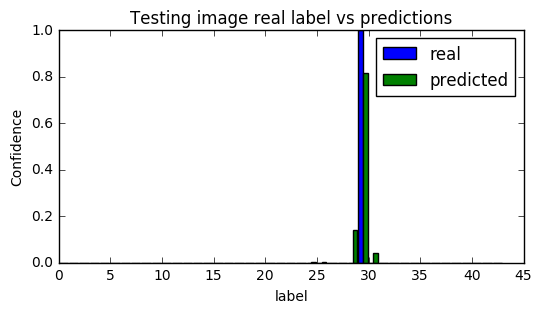 Testing image real label vs predictions
1.0
0.8
0.6
0.4
0.2
0.0
Confidence
real
predicted
0 5 10 15 20 25 30 35 40 45
label